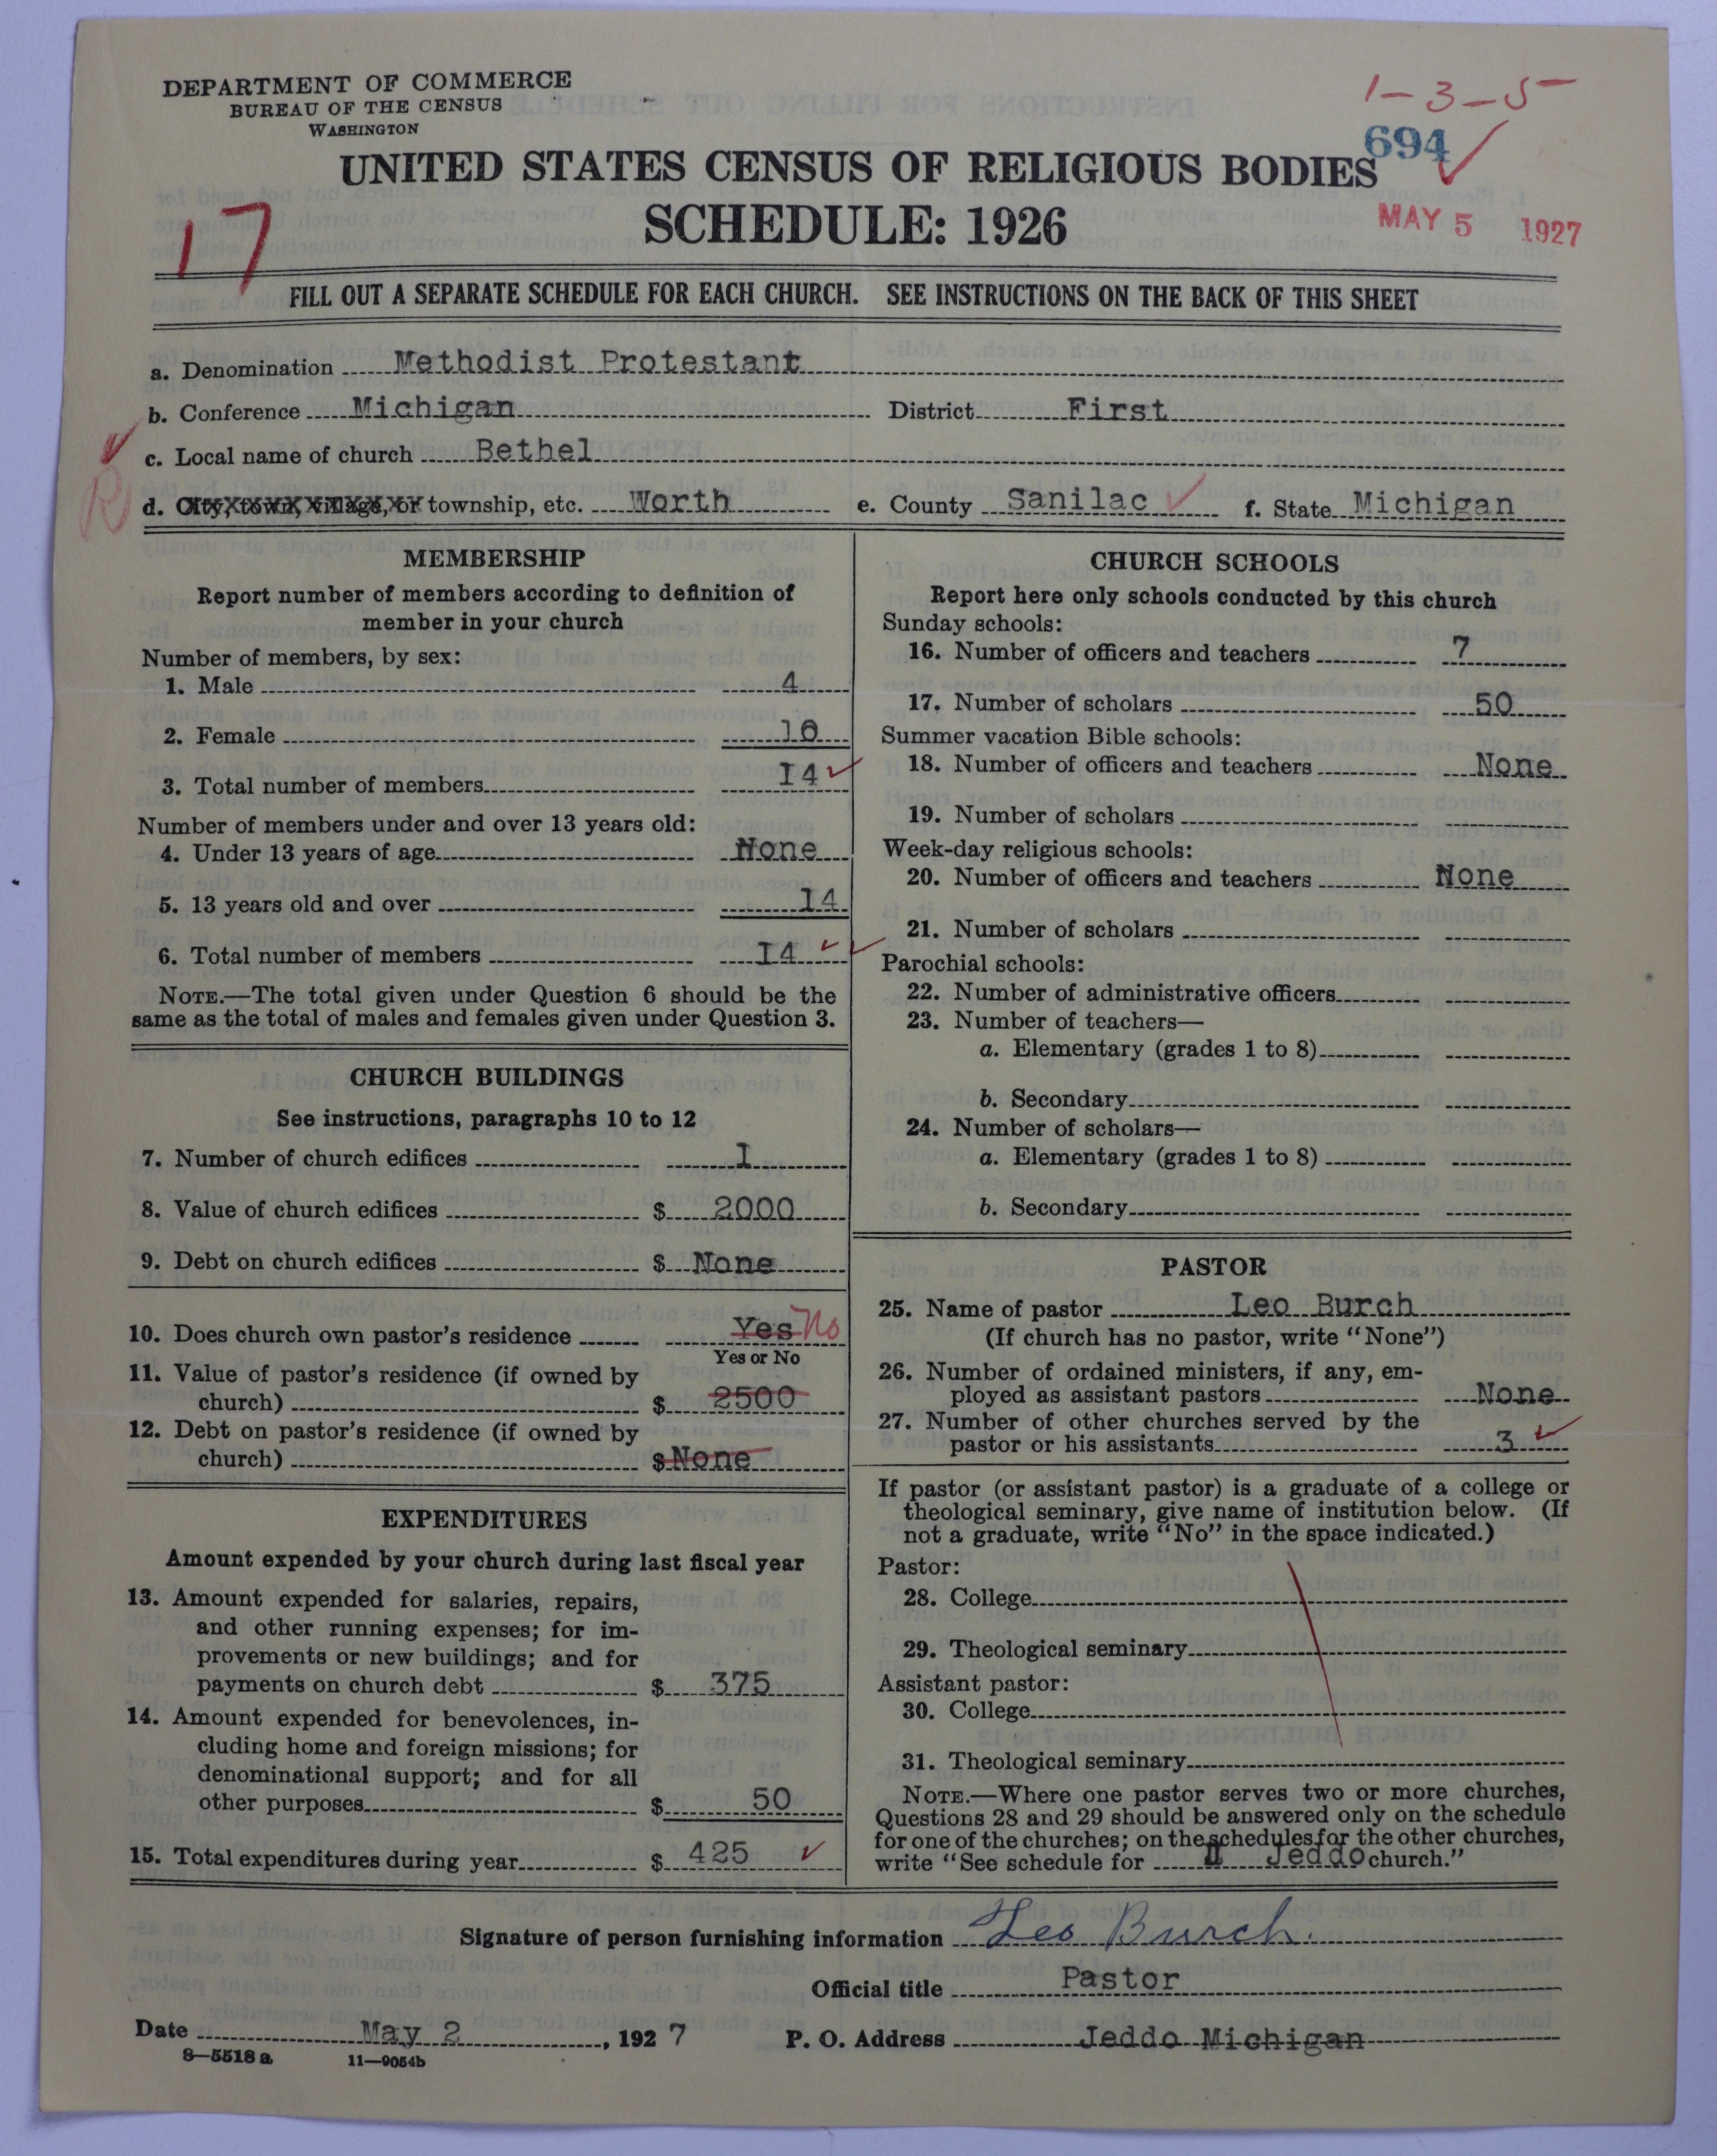 DEPARTMENT OF COMMERCE
BUREAU OF THE CENSUS
WASHINGTON
1-3-5
694
UNITED STATES CENSUS OF RELIGIOUS BODIES
SCHEDULE: 1926
MAY 5 1927
17
FILL OUT A SEPARATE SCHEDULE FOR EACH CHURCH. SEE INSTRUCTIONS ON THE BACK OF THIS SHEET
a. Denomination Methodist Protestant
b. Conference Michigan District First
c. Local name of church Bethel
R
d. City, town, village, or township, etc. Worth e. County Sanilac f. State Michigan
MEMBERSHIP
Report number of members according to definition of
member in your church
Number of members, by sex:
1. Male 4
2. Female 10
3. Total number of members 14
Number of members under and over 13 years old:
4. Under 13 years of age None
5. 13 years old and over 14
6. Total number of members 14
NOTE.—The total given under Question 6 should be the
same as the total of males and females given under Question 3.
CHURCH BUILDINGS
See instructions, paragraphs 10 to 12
7. Number of church edifices I
8. Value of church edifices $ 2000
9. Debt on church edifices $ None
10. Does church own pastor's residence Yes No
Yes or No
11. Value of pastor's residence (if owned by
church) $ 2500
12. Debt on pastor's residence (if owned by
church) $ None
EXPENDITURES
Amount expended by your church during last fiscal year
13. Amount expended for salaries, repairs,
and other running expenses; for im-
provements or new buildings; and for
payments on church debt $ 375
14. Amount expended for benevolences, in-
cluding home and foreign missions; for
denominational support; and for all
other purposes $ 50
15. Total expenditures during year $ 425
CHURCH SCHOOLS
Report here only schools conducted by this church
Sunday schools:
16. Number of officers and teachers 7
17. Number of scholars 50
Summer vacation Bible schools:
18. Number of officers and teachers None
19. Number of scholars
Week-day religious schools:
20. Number of officers and teachers None
21. Number of scholars
Parochial schools:
22. Number of administrative officers
23. Number of teachers—
a. Elementary (grades 1 to 8)
b. Secondary
24. Number of scholars—
a. Elementary (grades 1 to 8)
b. Secondary
PASTOR
25. Name of pastor Leo Burch
(If church has no pastor, write "None")
26. Number of ordained ministers, if any, em-
ployed as assistant pastors None
27. Number of other churches served by the
pastor or his assistants 3
If pastor (or assistant pastor) is a graduate of a college or
theological seminary, give name of institution below. (If
not a graduate, write "No" in the space indicated.)
Pastor:
28. College
29. Theological seminary
Assistant pastor:
30. College
31. Theological seminary
NOTE.—Where one pastor serves two or more churches,
Questions 28 and 29 should be answered only on the schedule
for one of the churches; on the schedules for the other churches,
write "See schedule for Jeddo church."
Signature of person furnishing information Leo Burch.
Official title Pastor
Date May 2, 1927 P. O. Address Jeddo Michigan
8—5518a 11—9054b